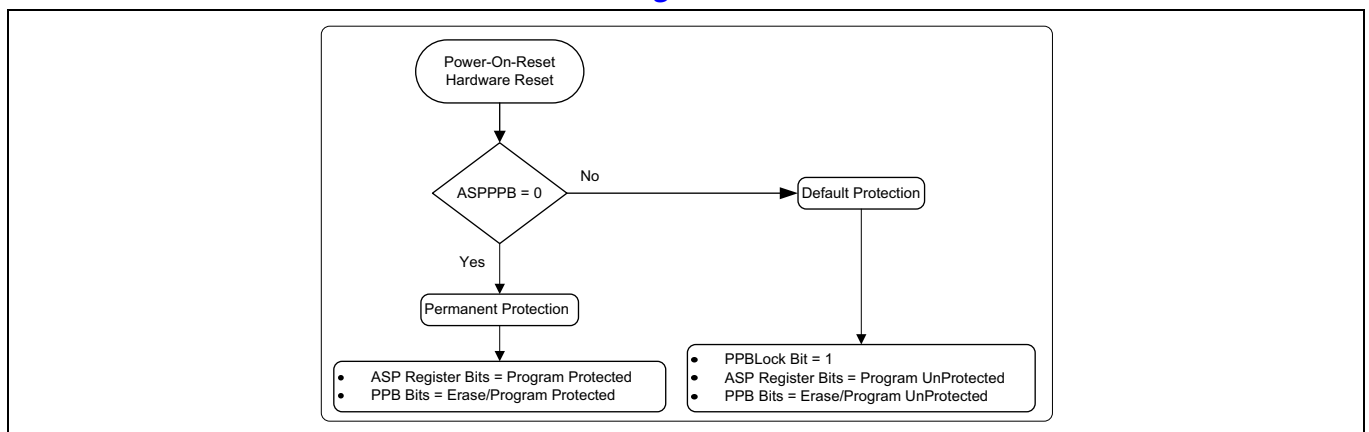 Power-On-Reset
Hardware Reset
ASPPPB = 0
No
Default Protection
Yes
Permanent Protection
• ASP Register Bits = Program Protected
• PPB Bits = Erase/Program Protected
• PPBLock Bit = 1
• ASP Register Bits = Program UnProtected
• PPB Bits = Erase/Program UnProtected